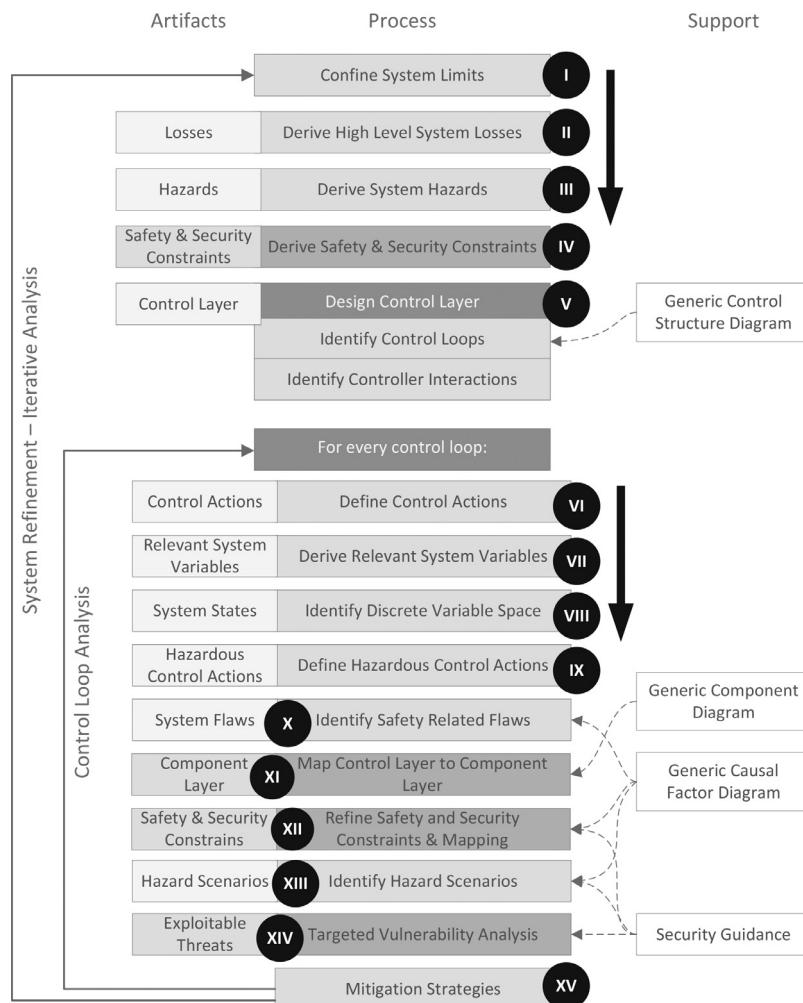 Artifacts
Process
Support
Confine System Limits
I
Losses
Derive High Level System Losses
II
Hazards
Derive System Hazards
III
Safety & Security
Constraints
Derive Safety & Security Constraints
IV
Control Layer
Design Control Layer
V
Generic Control
Structure Diagram
Identify Control Loops
Identify Controller Interactions
System Refinement – Iterative Analysis
For every control loop:
Control Loop Analysis
Control Actions
Define Control Actions
VI
Relevant System
Variables
Derive Relevant System Variables
VII
System States
Identify Discrete Variable Space
VIII
Hazardous
Control Actions
Define Hazardous Control Actions
IX
Generic Component
Diagram
System Flaws
X
Identify Safety Related Flaws
Component
Layer
XI
Map Control Layer to Component
Layer
Generic Causal
Factor Diagram
Safety & Security
Constrains
XII
Refine Safety and Security
Constraints & Mapping
Hazard Scenarios
XIII
Identify Hazard Scenarios
Exploitable
Threats
XIV
Targeted Vulnerability Analysis
Security Guidance
Mitigation Strategies
XV